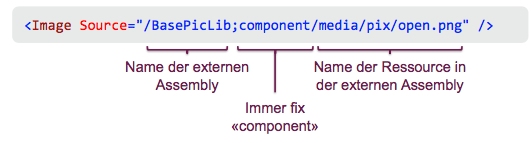 <Image Source="/BasePicLib;component/media/pix/open.png" />
Name der externen
Assembly
Immer fix
«component»
Name der Ressource in
der externen Assembly